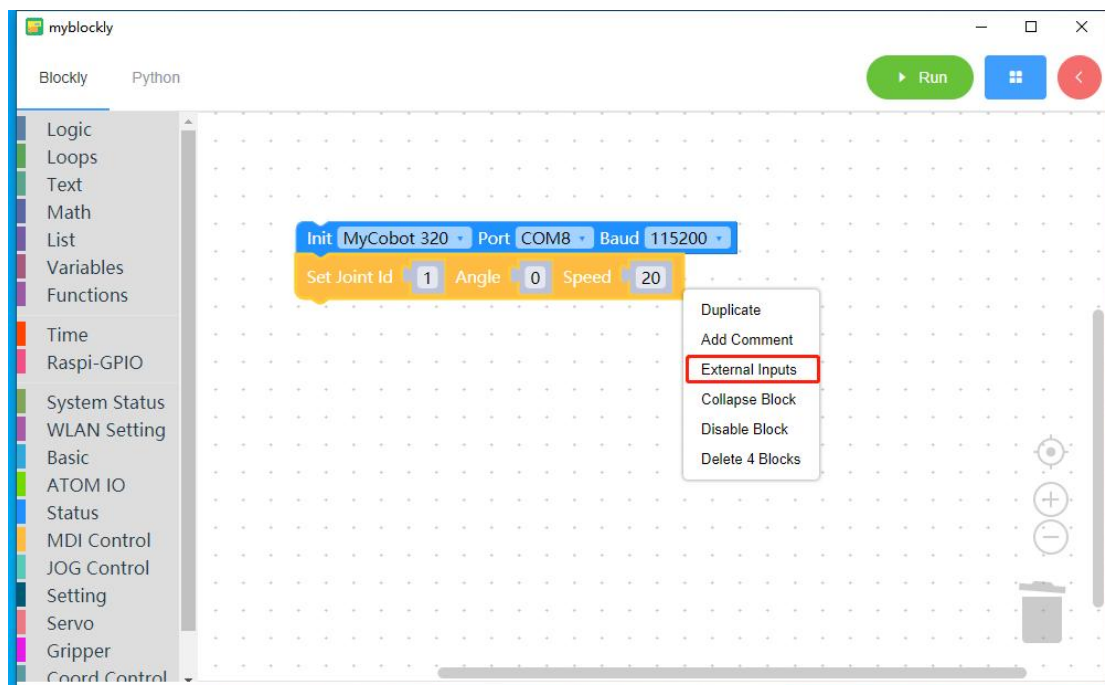 myblockly
Blockly Python
Run
Logic
Loops
Text
Math
List
Variables
Functions
Time
Raspi-GPIO
System Status
WLAN Setting
Basic
ATOM IO
Status
MDI Control
JOG Control
Setting
Servo
Gripper
Coord Control
Init MyCobot 320 Port COM8 Baud 115200
Set Joint Id 1 Angle 0 Speed 20
Duplicate
Add Comment
External Inputs
Collapse Block
Disable Block
Delete 4 Blocks